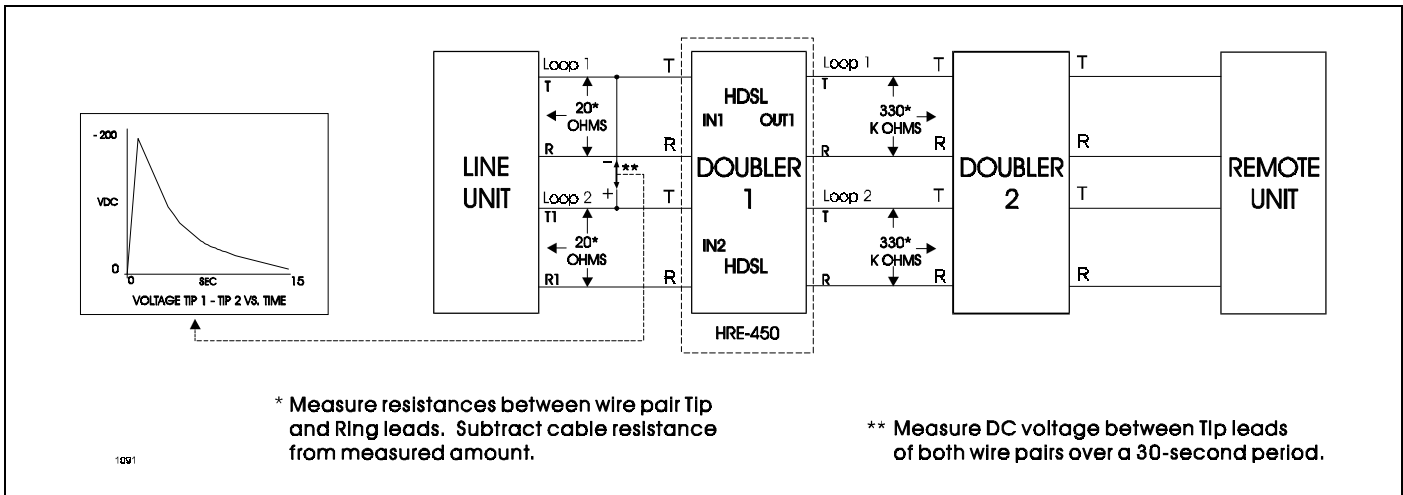 - 200
VDC
0
0
SEC
15
VOLTAGE TIP 1 - TIP 2 VS. TIME
LINE
UNIT
Loop 1
T
20*
OHMS
R
Loop 2
T1
20*
OHMS
R1
T
R
T
R
-
**
+
HDSL
IN1 OUT1
DOUBLER
1
IN2
HDSL
HRE-450
Loop 1
T
330*
K OHMS
R
Loop 2
T
330*
K OHMS
R
T
R
T
R
DOUBLER
2
T
R
T
R
REMOTE
UNIT
* Measure resistances between wire pair Tip
and Ring leads. Subtract cable resistance
from measured amount.
** Measure DC voltage between Tip leads
of both wire pairs over a 30-second period.
1091